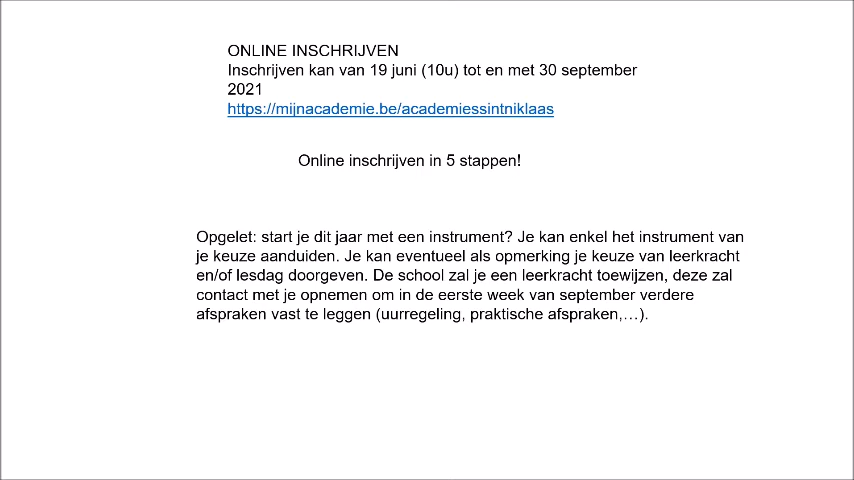 ONLINE INSCHRIJVEN
Inschrijven kan van 19 juni (10u) tot en met 30 september
2021
https://mijnacademie.be/academiessintniklaas
Online inschrijven in 5 stappen!
Opgelet: start je dit jaar met een instrument? Je kan enkel het instrument van
je keuze aanduiden. Je kan eventueel als opmerking je keuze van leerkracht
en/of lesdag doorgeven. De school zal je een leerkracht toewijzen, deze zal
contact met je opnemen om in de eerste week van september verdere
afspraken vast te leggen (uurregeling, praktische afspraken,…).